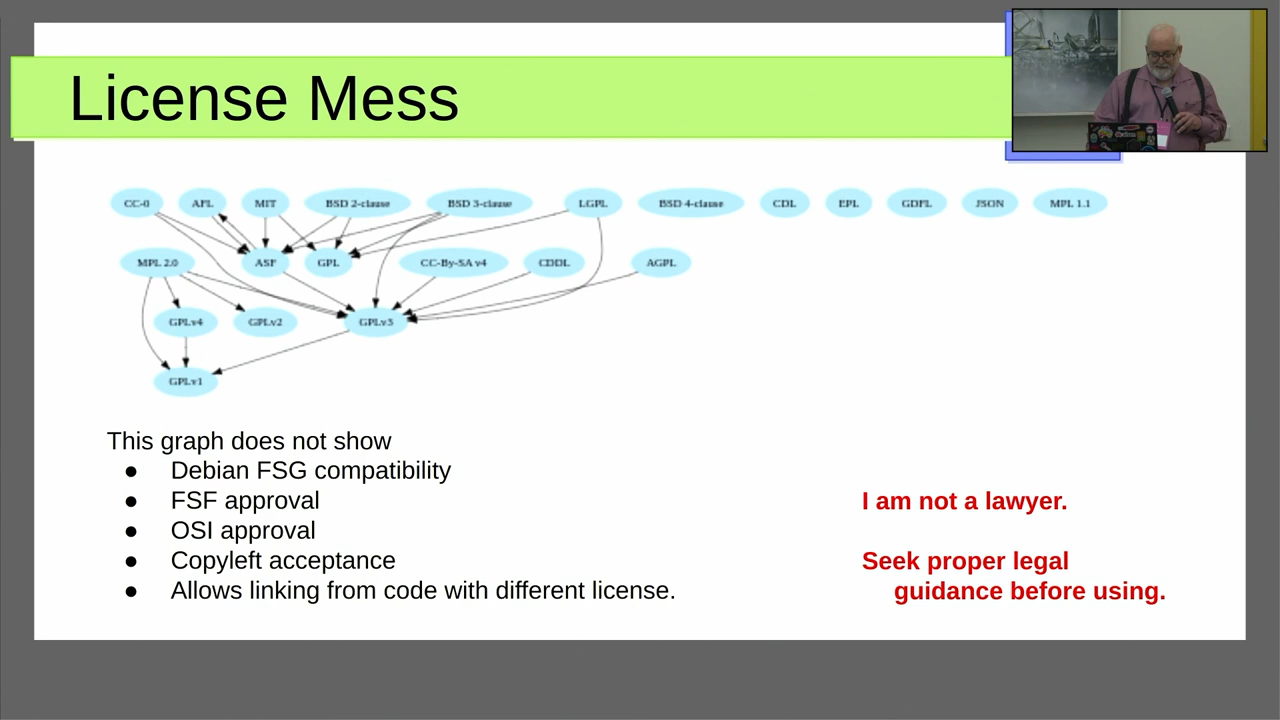 License Mess
CC-0 AFL MIT BSD 2-clause BSD 3-clause LGPL BSD 4-clause CDL EPL GDFL JSON MPL 1.1
MPL 2.0 ASF GPL CC-By-SA v4 CDDL AGPL
GPLv4 GPLv2 GPLv3
GPLv1
This graph does not show
● Debian FSG compatibility
● FSF approval
● OSI approval
● Copyleft acceptance
● Allows linking from code with different license.
I am not a lawyer.
Seek proper legal
guidance before using.